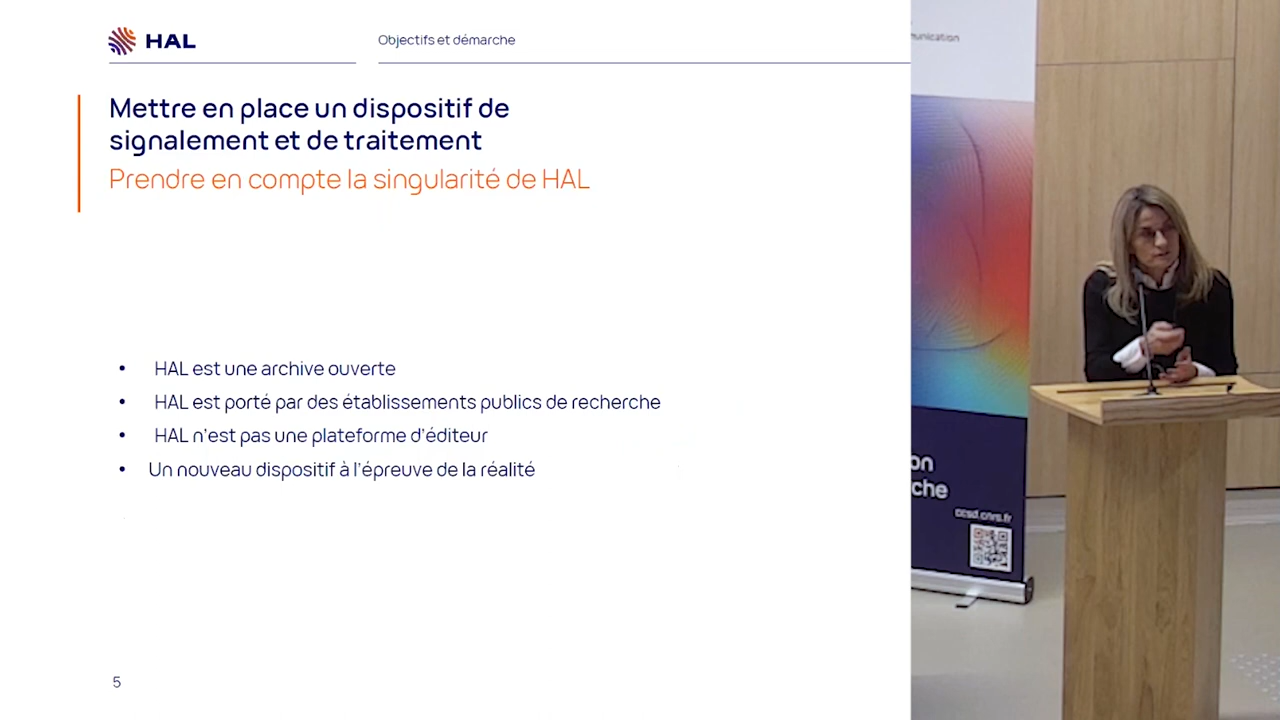 HAL
Objectifs et démarche
Mettre en place un dispositif de
signalement et de traitement
Prendre en compte la singularité de HAL
• HAL est une archive ouverte
• HAL est porté par des établissements publics de recherche
• HAL n’est pas une plateforme d’éditeur
• Un nouveau dispositif à l’épreuve de la réalité
5
munication
on
che
ccsd.cnrs.fr